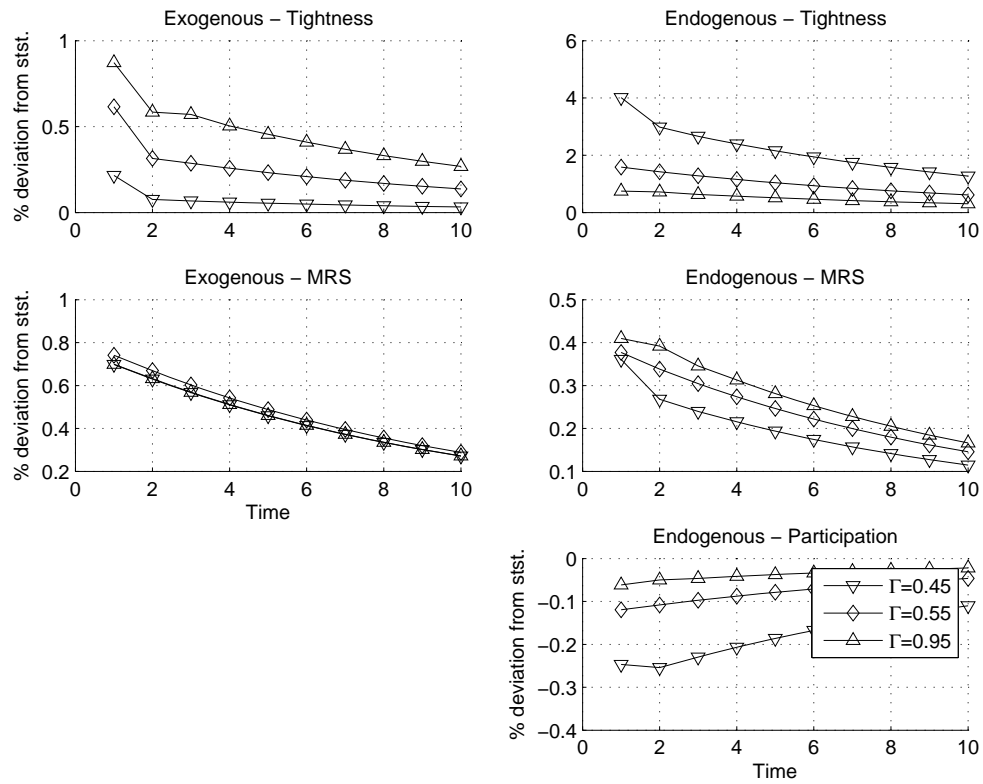 Exogenous − Tightness
% deviation from stst.
1
0.5
0
0 2 4 6 8 10
Endogenous − Tightness
6
4
2
0
0 2 4 6 8 10
Exogenous − MRS
% deviation from stst.
1
0.8
0.6
0.4
0.2
0 2 4 6 8 10
Time
Endogenous − MRS
0.5
0.4
0.3
0.2
0.1
0 2 4 6 8 10
Endogenous − Participation
% deviation from stst.
0
−0.1
−0.2
−0.3
−0.4
0 2 4 6 8 10
Time
Γ=0.45
Γ=0.55
Γ=0.95